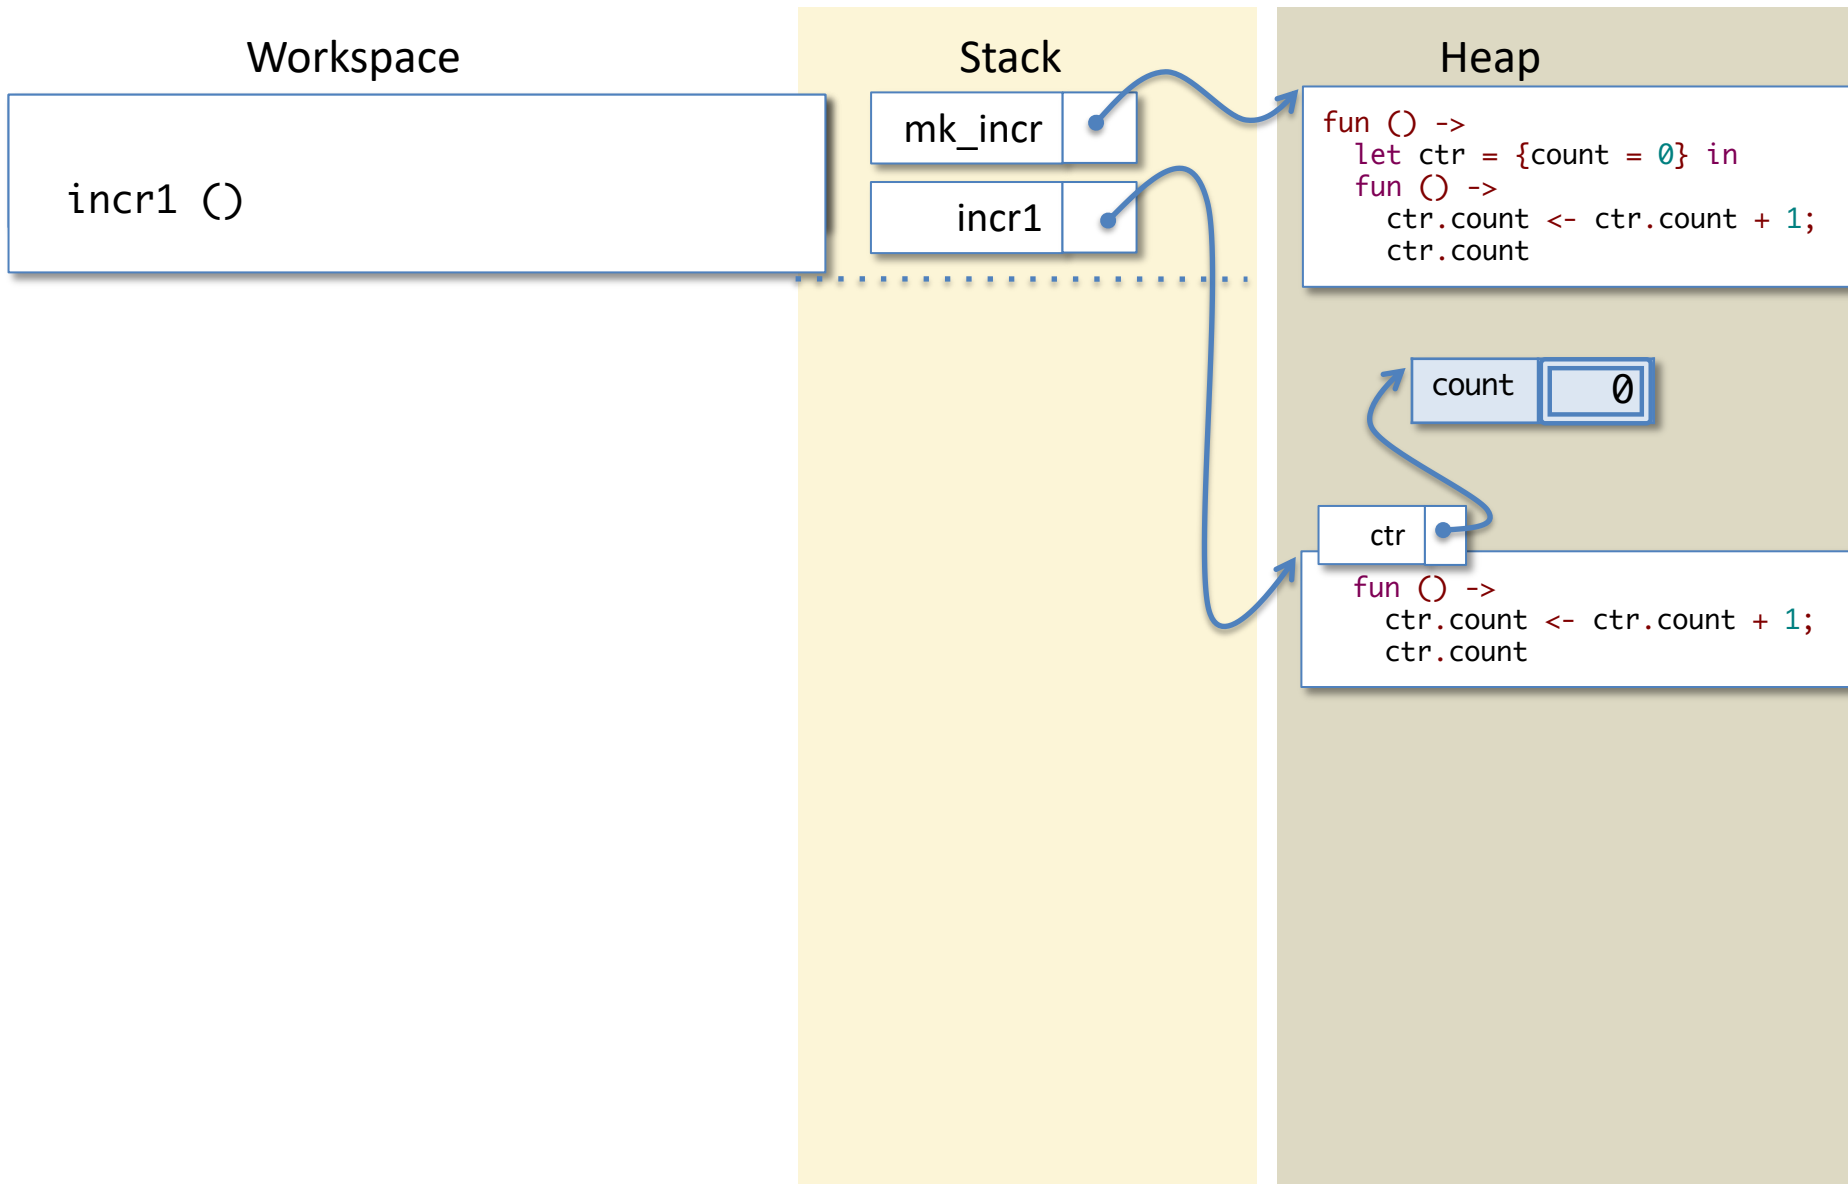 Workspace
Stack
Heap
incr1 ()
mk_incr
incr1
fun () ->
let ctr = {count = 0} in
fun () ->
ctr.count <- ctr.count + 1;
ctr.count
count 0
ctr
fun () ->
ctr.count <- ctr.count + 1;
ctr.count